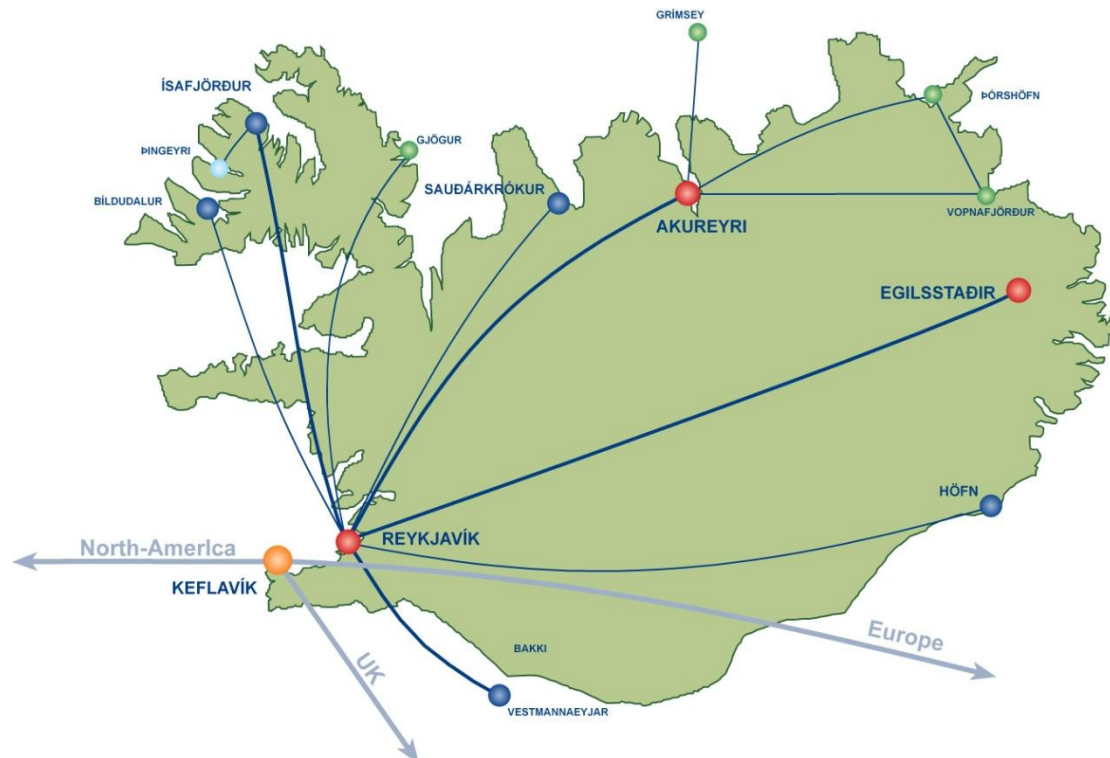 GRÍMSEY
ÍSAFJÖRÐUR
ÞÓRSHÖFN
GJÖGUR
ÞINGEYRI
SAUÐÁRKRÓKUR
BÍLDUDALUR
VOPNAFJÖRÐUR
AKUREYRI
EGILSSTAÐIR
HÖFN
REYKJAVÍK
North-AmerIca
KEFLAVÍK
Europe
BAKKI
UK
VESTMANNAEYJAR